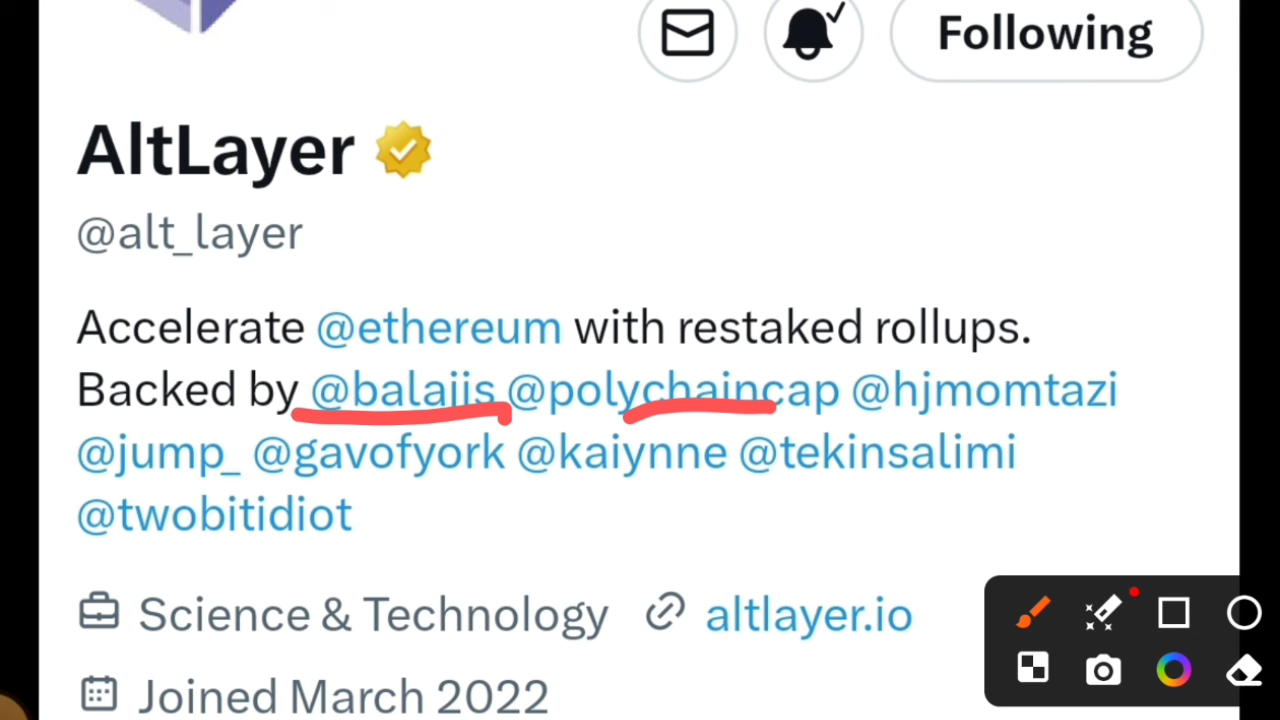 Following
AltLayer
@alt_layer
Accelerate @ethereum with restaked rollups.
Backed by @balajis @polychaincap @hjmomtazi
@jump_ @gavofyork @kaiynne @tekinsalimi
@twobitidiot
Science & Technology altlayer.io
Joined March 2022